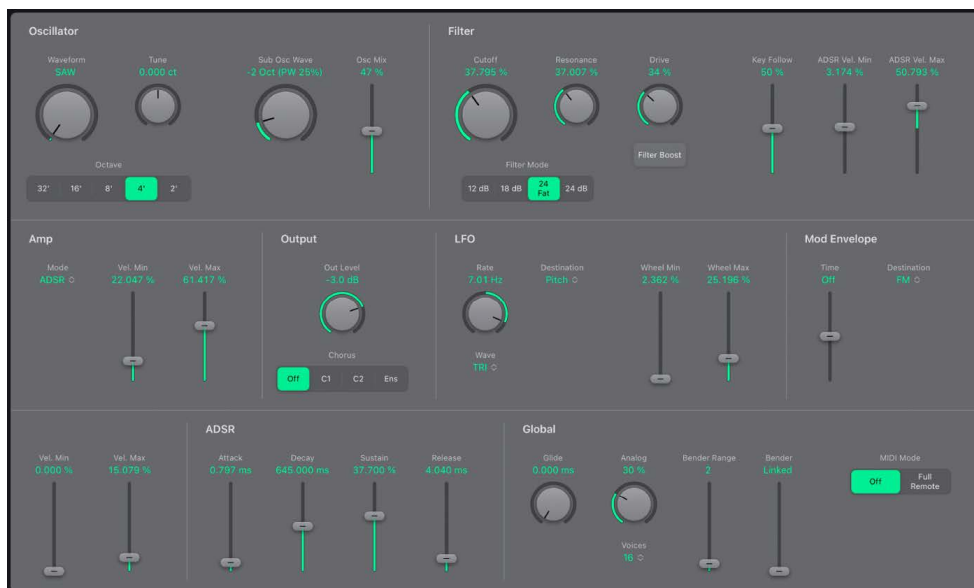 Oscillator
Filter
Waveform Tune Sub Osc Wave Osc Mix
SAW 0.000 ct -2 Oct (PW 25%) 47 %
Cutoff Resonance Drive Key Follow ADSR Vel. Min ADSR Vel. Max
37.795 % 37.007 % 34 % 50 % 3.174 % 50.793 %
Octave
32' 16' 8' 4' 2'
Filter Boost
Filter Mode
12 dB 18 dB 24 Fat 24 dB
Amp
Output
LFO
Mod Envelope
Mode Vel. Min Vel. Max
ADSR 22.047 % 61.417 %
Out Level
-3.0 dB
Chorus
Off C1 C2 Ens
Rate Destination Wheel Min Wheel Max
7.01 Hz Pitch 2.362 % 25.196 %
Wave
TRI
Time Destination
Off FM
Vel. Min Vel. Max
0.000 % 15.079 %
ADSR
Attack Decay Sustain Release
0.797 ms 645.000 ms 37.700 % 4.040 ms
Global
Glide Analog Bender Range Bender
0.000 ms 30 % 2 Linked
Voices
16
MIDI Mode
Off Full Remote